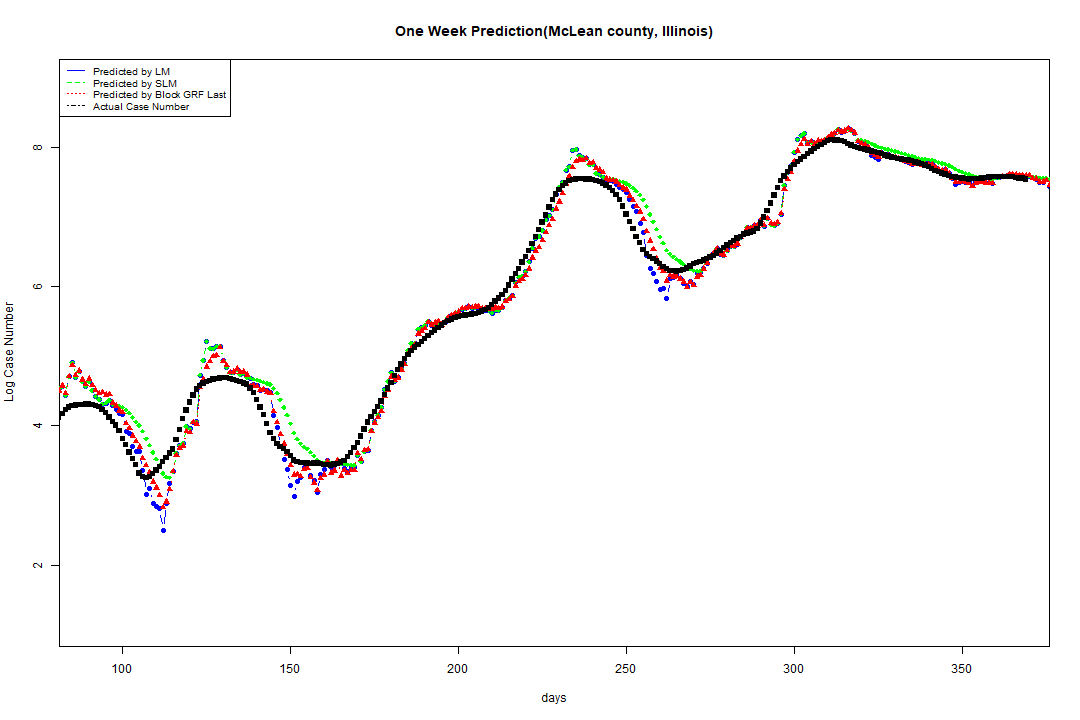 One Week Prediction(McLean county, Illinois)
Predicted by LM
Predicted by SLM
Predicted by Block GRF Last
Actual Case Number
Log Case Number
8
6
4
2
100 150 200 250 300 350
days